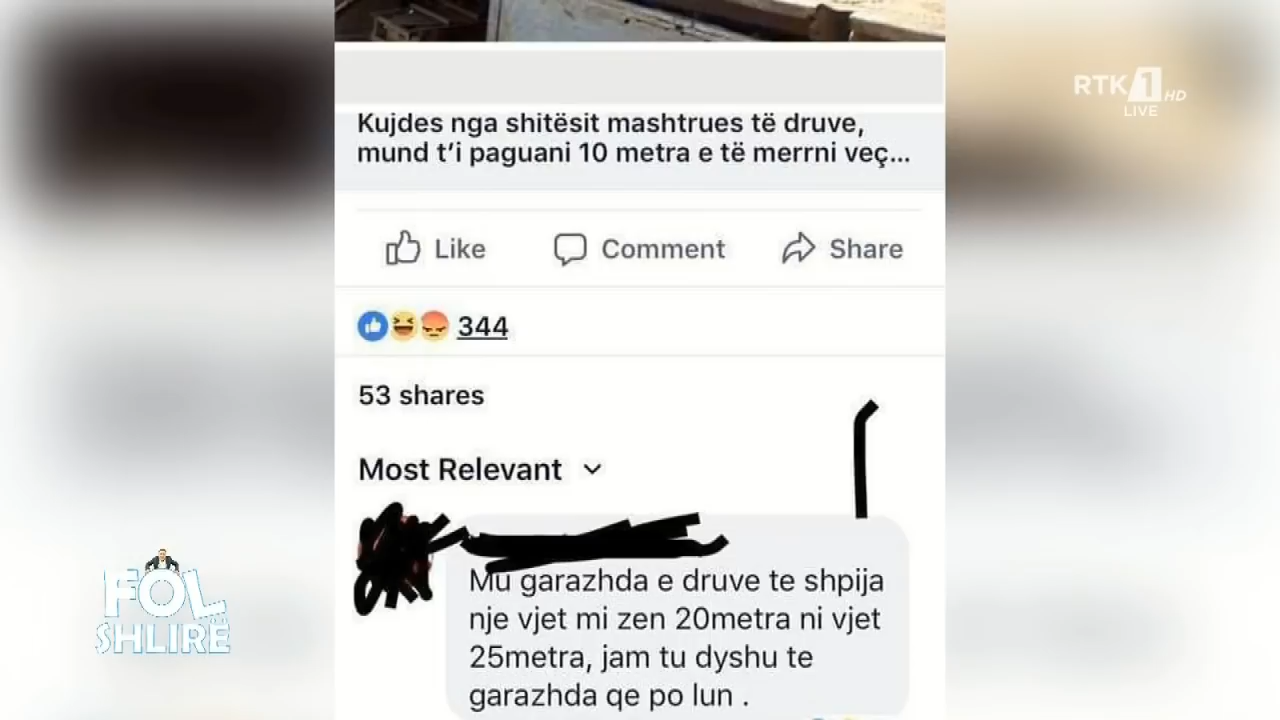 RTK 1 HD
LIVE
Kujdes nga shitësit mashtrues të druve,
mund t'i paguani 10 metra e të merrni veç...
Like Comment Share
344
53 shares
Most Relevant
Mu garazhda e druve te shpija
nje vjet mi zen 20metra ni vjet
25metra, jam tu dyshu te
garazhda qe po lun .
FOL
SHLIRË